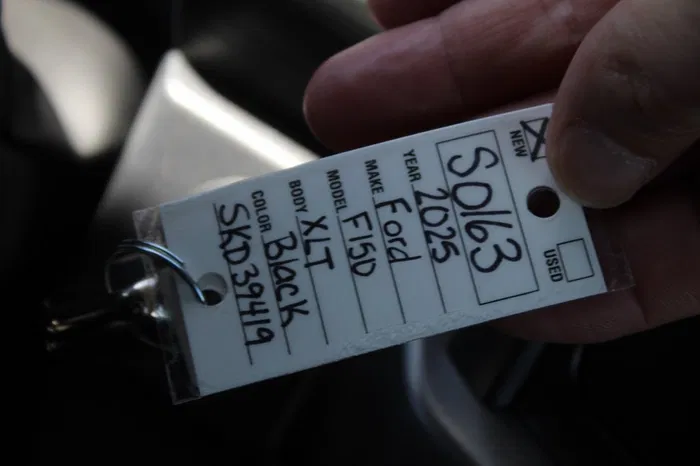 NEW X
USED
S0163
YEAR 2025
MAKE Ford
MODEL F150
BODY XLT
COLOR Black
SKD39419